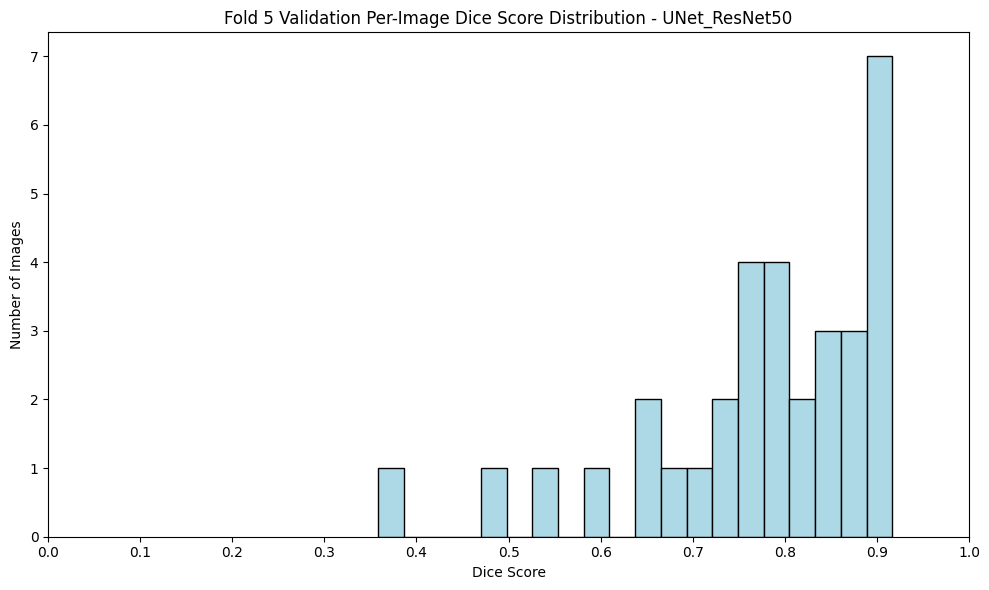 Fold 5 Validation Per-Image Dice Score Distribution - UNet_ResNet50
Number of Images
7
6
5
4
3
2
1
0
0.0 0.1 0.2 0.3 0.4 0.5 0.6 0.7 0.8 0.9 1.0
Dice Score